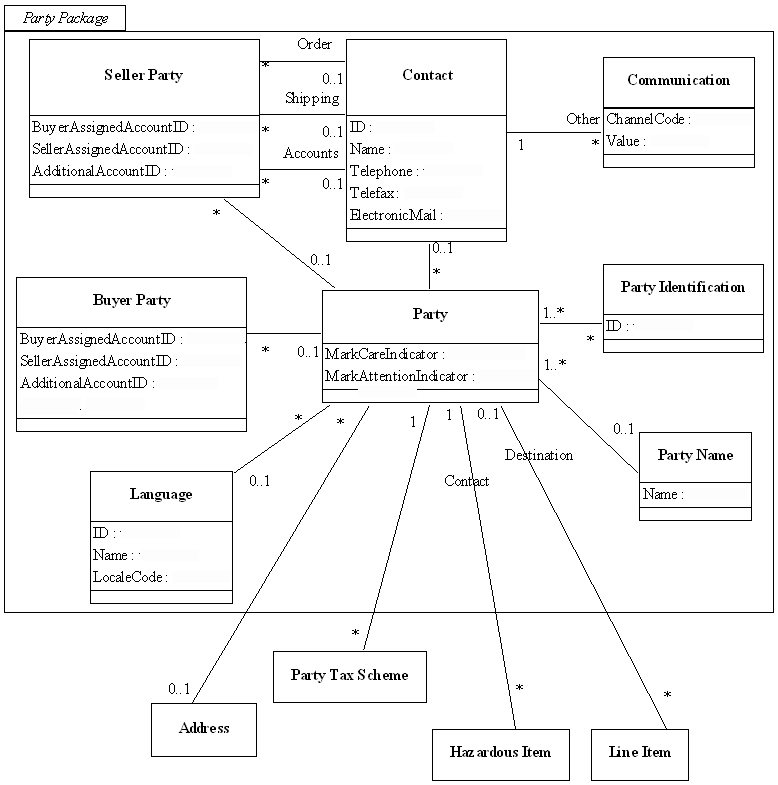 Party Package
Order
Seller Party
*
0..1
Shipping
BuyerAssignedAccountID :
SellerAssignedAccountID :
AdditionalAccountID :
*
0..1
Accounts
*
0..1
Contact
ID :
Name :
Telephone :
Telefax :
ElectronicMail :
Communication
ChannelCode :
Value :
Other
1
*
*
0..1
0..1
*
Buyer Party
BuyerAssignedAccountID :
SellerAssignedAccountID :
AdditionalAccountID :
*
0..1
Party
MarkCareIndicator :
MarkAttentionIndicator :
1..*
*
Party Identification
ID :
1..*
0..1
Party Name
Name :
*
0..1
*
1
1
0..1
Destination
Contact
Language
ID :
Name :
LocaleCode :
*
Party Tax Scheme
0..1
Address
*
Hazardous Item
*
Line Item